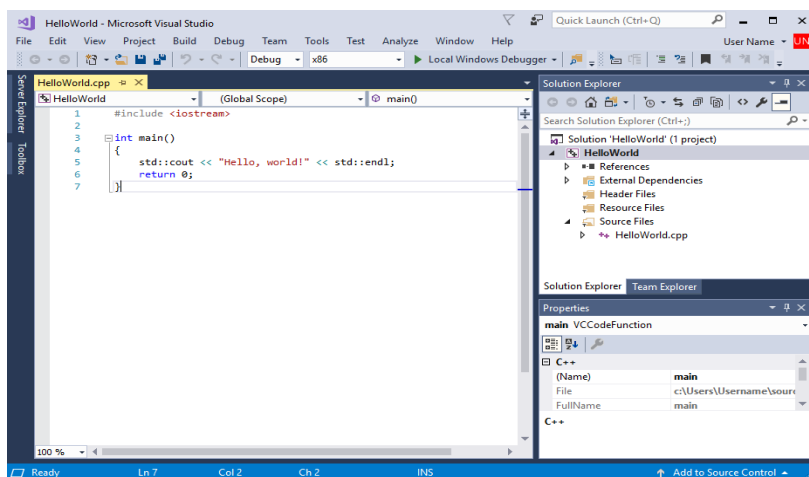 HelloWorld - Microsoft Visual Studio
Quick Launch (Ctrl+Q)
File Edit View Project Build Debug Team Tools Test Analyze Window Help
User Name UN
Debug x86 Local Windows Debugger
Server Explorer
Toolbox
HelloWorld.cpp
HelloWorld (Global Scope) main()
1 #include <iostream>
2
3 int main()
4 {
5 std::cout << "Hello, world!" << std::endl;
6 return 0;
7 }
100 %
Solution Explorer
Search Solution Explorer (Ctrl+;)
Solution 'HelloWorld' (1 project)
HelloWorld
References
External Dependencies
Header Files
Resource Files
Source Files
HelloWorld.cpp
Solution Explorer Team Explorer
Properties
main VCCodeFunction
C++
(Name) main
File c:\Users\Username\sourc
FullName main
C++
Ready Ln 7 Col 2 Ch 2 INS Add to Source Control